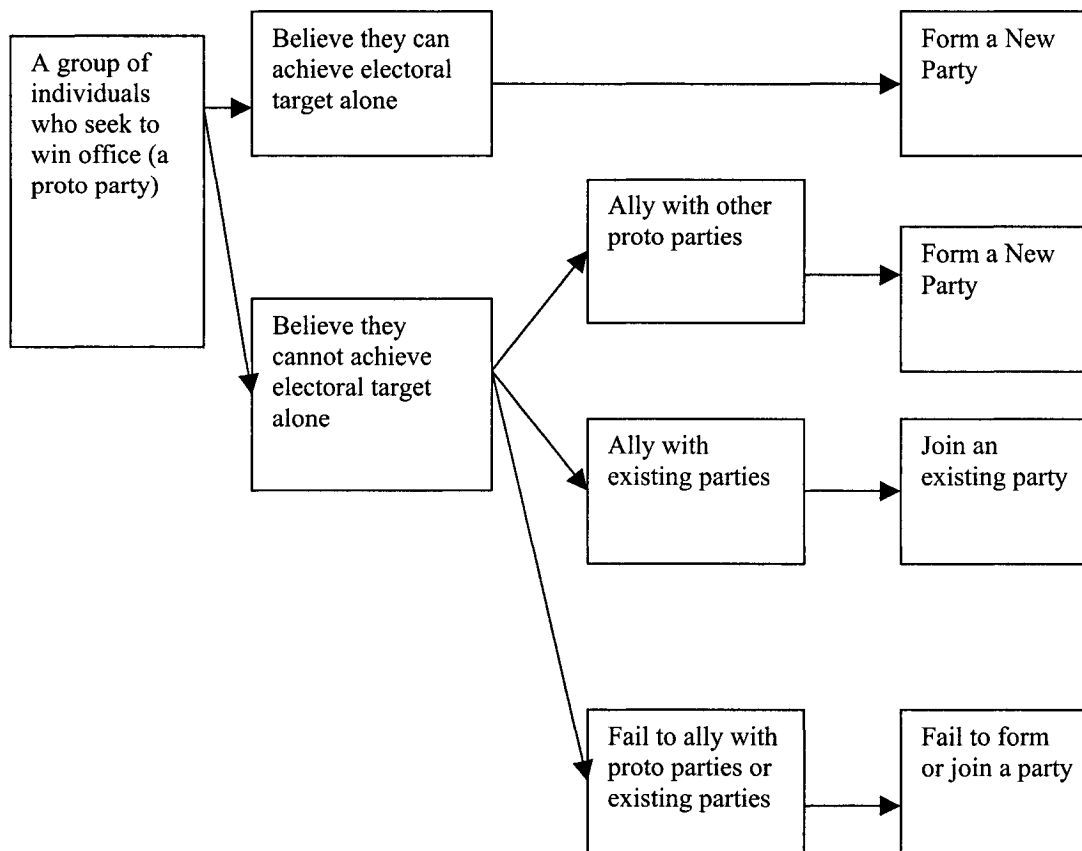 A group of
individuals
who seek to
win office (a
proto party)
Believe they can
achieve electoral
target alone
Form a New
Party
Believe they
cannot achieve
electoral target
alone
Ally with other
proto parties
Form a New
Party
Ally with
existing parties
Join an
existing party
Fail to ally with
proto parties or
existing parties
Fail to form
or join a party